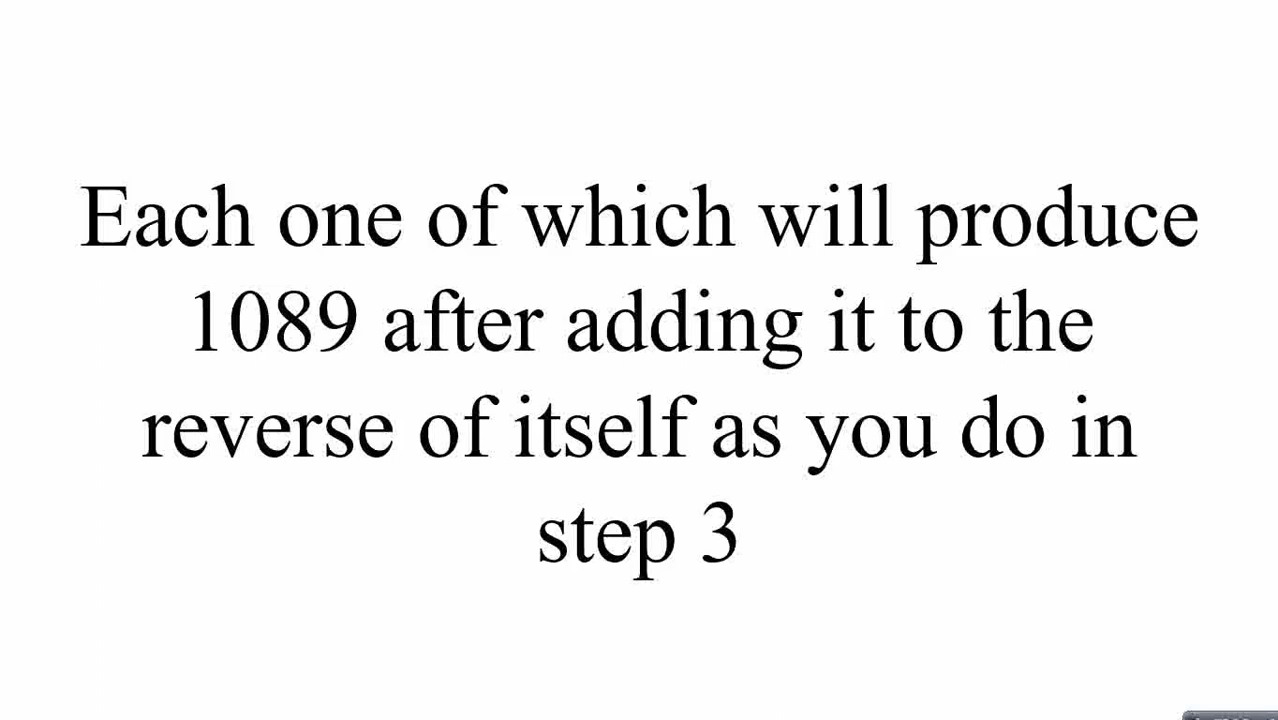 Each one of which will produce
1089 after adding it to the
reverse of itself as you do in
step 3